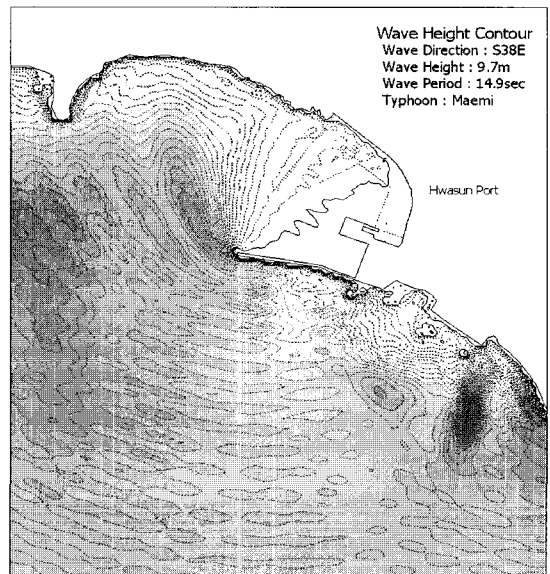 Wave Height Contour
Wave Direction : S38E
Wave Height : 9.7m
Wave Period : 14.9sec
Typhoon : Maemi
Hwasun Port